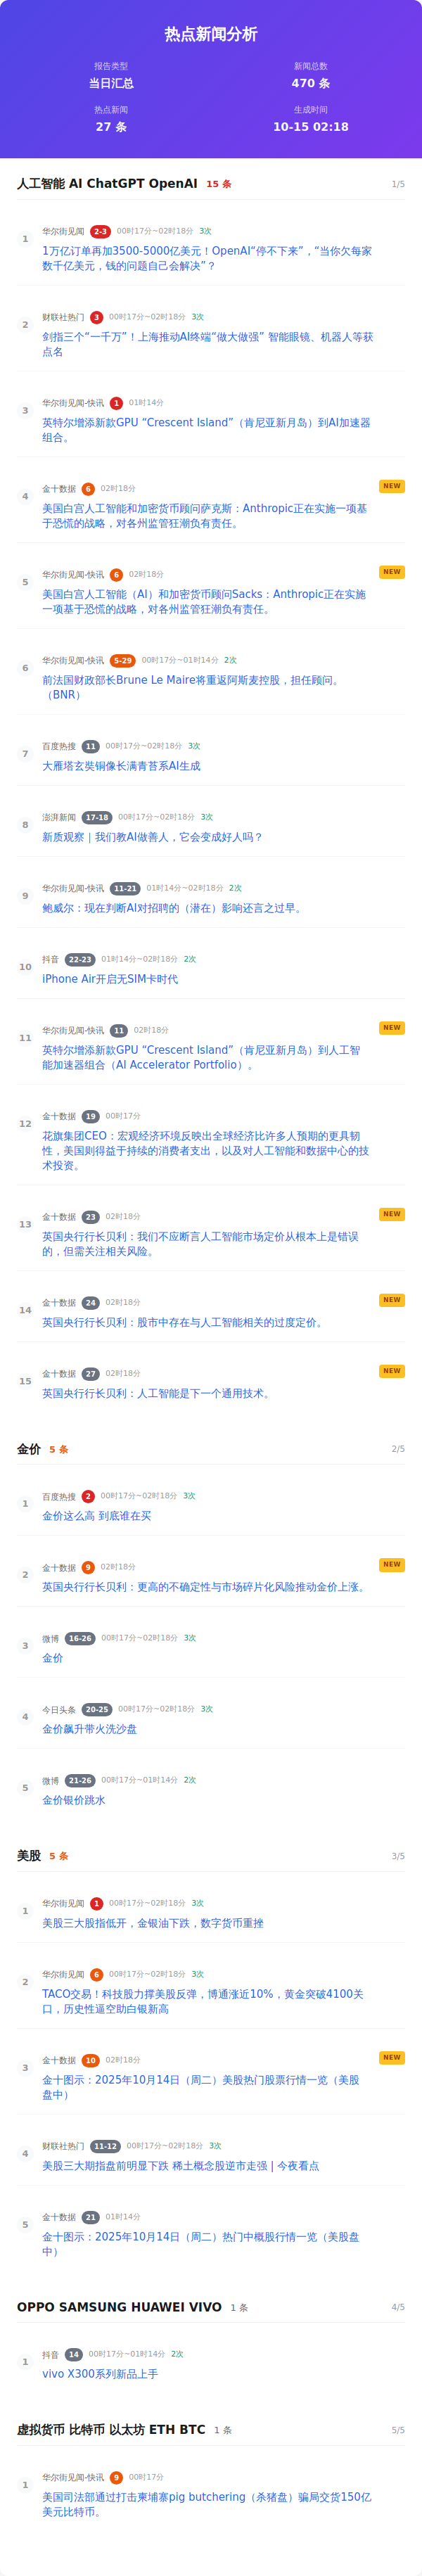 热点新闻分析
报告类型
新闻总数
当日汇总
470 条
热点新闻
生成时间
27 条
10-15 02:18
人工智能 AI ChatGPT OpenAI 15 条 1/5
1
华尔街见闻 2-3 00时17分~02时18分 3次
1万亿订单再加3500-5000亿美元！OpenAI“停不下来”，“当你欠每家
数千亿美元，钱的问题自己会解决”？
2
财联社热门 3 00时17分~02时18分 3次
剑指三个“一千万”！上海推动AI终端“做大做强” 智能眼镜、机器人等获
点名
3
华尔街见闻-快讯 1 01时14分
英特尔增添新款GPU “Crescent Island”（肯尼亚新月岛）到AI加速器
组合。
4
金十数据 6 02时18分 NEW
美国白宫人工智能和加密货币顾问萨克斯：Anthropic正在实施一项基
于恐慌的战略，对各州监管狂潮负有责任。
5
华尔街见闻-快讯 6 02时18分 NEW
美国白宫人工智能（AI）和加密货币顾问Sacks：Anthropic正在实施
一项基于恐慌的战略，对各州监管狂潮负有责任。
6
华尔街见闻-快讯 5-29 00时17分~01时14分 2次
前法国财政部长Brune Le Maire将重返阿斯麦控股，担任顾问。
（BNR）
7
百度热搜 11 00时17分~02时18分 3次
大雁塔玄奘铜像长满青苔系AI生成
8
澎湃新闻 17-18 00时17分~02时18分 3次
新质观察｜我们教AI做善人，它会变成好人吗？
9
华尔街见闻-快讯 11-21 01时14分~02时18分 2次
鲍威尔：现在判断AI对招聘的（潜在）影响还言之过早。
10
抖音 22-23 01时14分~02时18分 2次
iPhone Air开启无SIM卡时代
11
华尔街见闻-快讯 11 02时18分 NEW
英特尔增添新款GPU “Crescent Island”（肯尼亚新月岛）到人工智
能加速器组合（AI Accelerator Portfolio）。
12
金十数据 19 00时17分
花旗集团CEO：宏观经济环境反映出全球经济比许多人预期的更具韧
性，美国则得益于持续的消费者支出，以及对人工智能和数据中心的技
术投资。
13
金十数据 23 02时18分 NEW
英国央行行长贝利：我们不应断言人工智能市场定价从根本上是错误
的，但需关注相关风险。
14
金十数据 24 02时18分 NEW
英国央行行长贝利：股市中存在与人工智能相关的过度定价。
15
金十数据 27 02时18分 NEW
英国央行行长贝利：人工智能是下一个通用技术。
金价 5 条 2/5
1
百度热搜 2 00时17分~02时18分 3次
金价这么高 到底谁在买
2
金十数据 9 02时18分 NEW
英国央行行长贝利：更高的不确定性与市场碎片化风险推动金价上涨。
3
微博 16-26 00时17分~02时18分 3次
金价
4
今日头条 20-25 00时17分~02时18分 3次
金价飙升带火洗沙盘
5
微博 21-26 00时17分~01时14分 2次
金价银价跳水
美股 5 条 3/5
1
华尔街见闻 1 00时17分~02时18分 3次
美股三大股指低开，金银油下跌，数字货币重挫
2
华尔街见闻 6 00时17分~02时18分 3次
TACO交易！科技股力撑美股反弹，博通涨近10%，黄金突破4100关
口，历史性逼空助白银新高
3
金十数据 10 02时18分 NEW
金十图示：2025年10月14日（周二）美股热门股票行情一览（美股
盘中）
4
财联社热门 11-12 00时17分~02时18分 3次
美股三大期指盘前明显下跌 稀土概念股逆市走强 | 今夜看点
5
金十数据 21 01时14分
金十图示：2025年10月14日（周二）热门中概股行情一览（美股盘
中）
OPPO SAMSUNG HUAWEI VIVO 1 条 4/5
1
抖音 14 00时17分~01时14分 2次
vivo X300系列新品上手
虚拟货币 比特币 以太坊 ETH BTC 1 条 5/5
1
华尔街见闻-快讯 9 00时17分
美国司法部通过打击柬埔寨pig butchering（杀猪盘）骗局交货150亿
美元比特币。